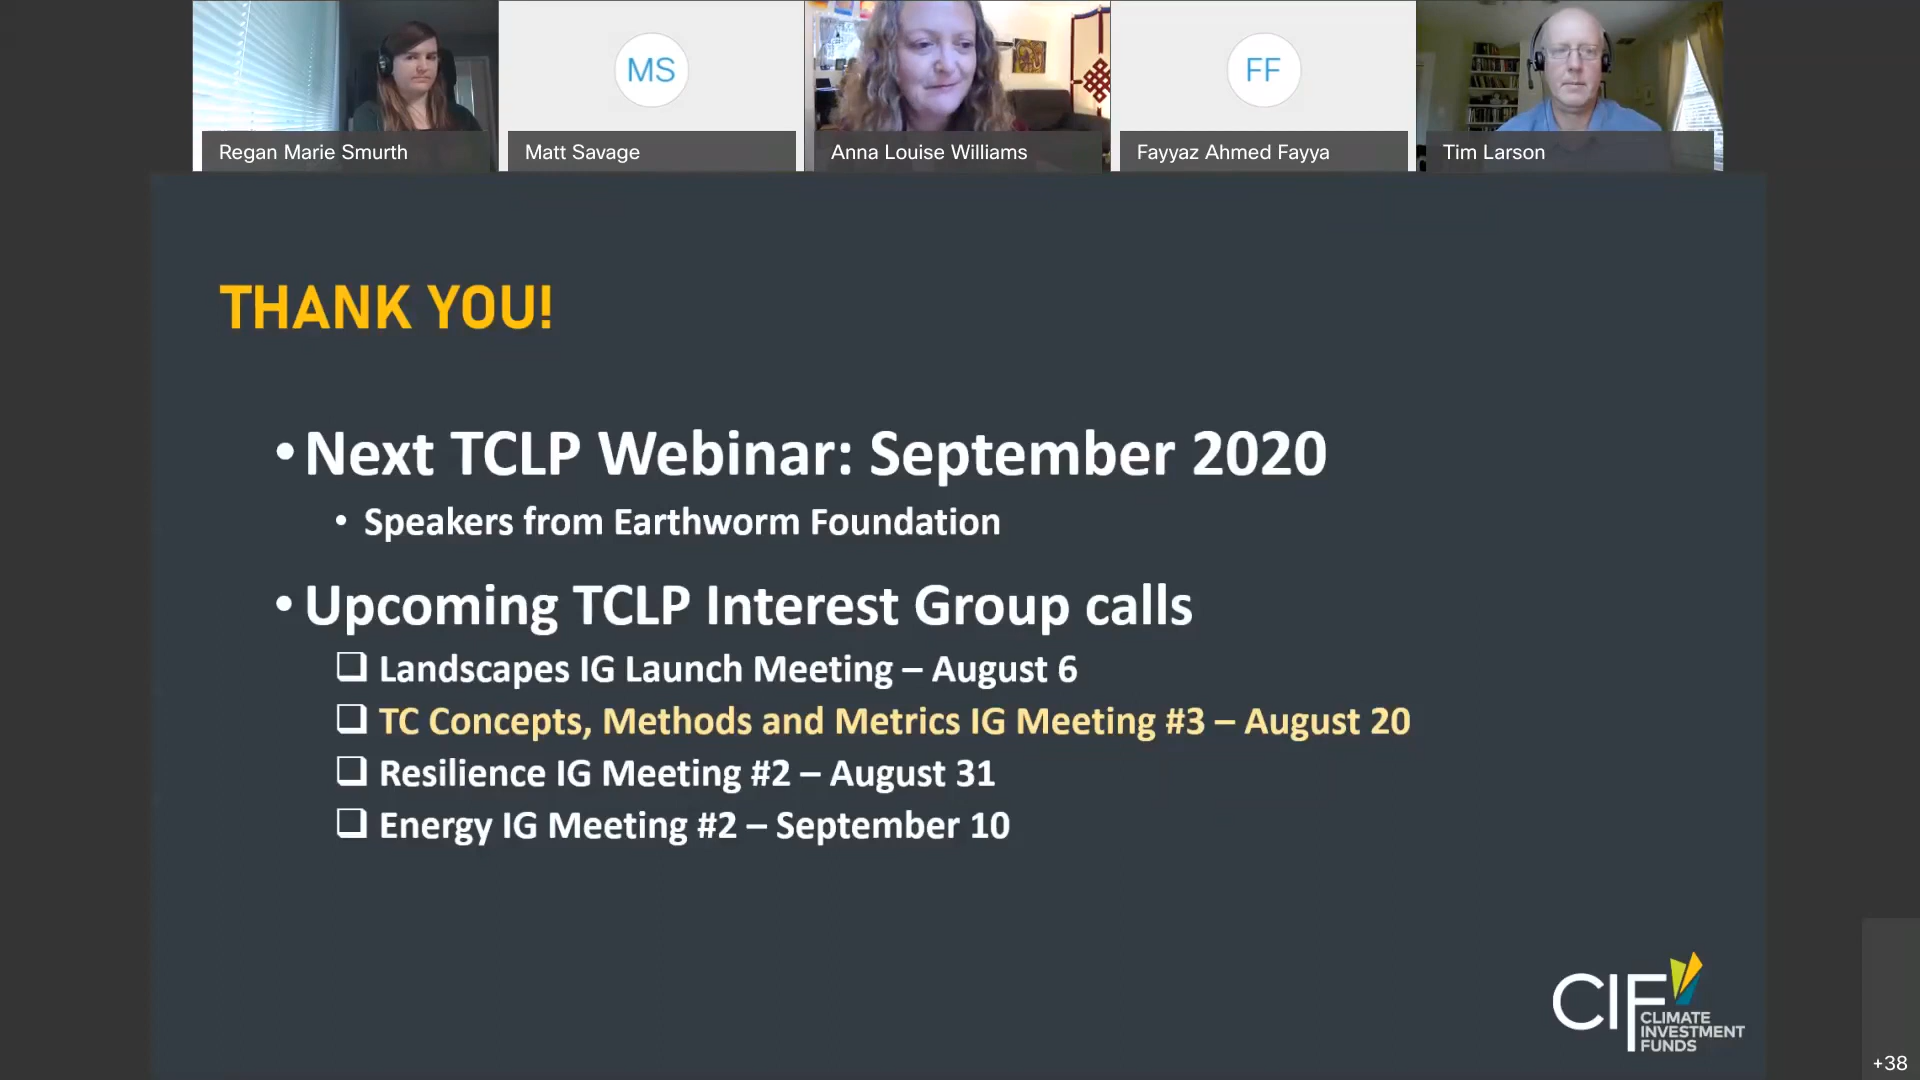 Regan Marie Smurth
MS
Matt Savage
Anna Louise Williams
FF
Fayyaz Ahmed Fayya
Tim Larson
THANK YOU!
• Next TCLP Webinar: September 2020
• Speakers from Earthworm Foundation
• Upcoming TCLP Interest Group calls
❑ Landscapes IG Launch Meeting – August 6
❑ TC Concepts, Methods and Metrics IG Meeting #3 – August 20
❑ Resilience IG Meeting #2 – August 31
❑ Energy IG Meeting #2 – September 10
CIF
CLIMATE
INVESTMENT
FUNDS
+38